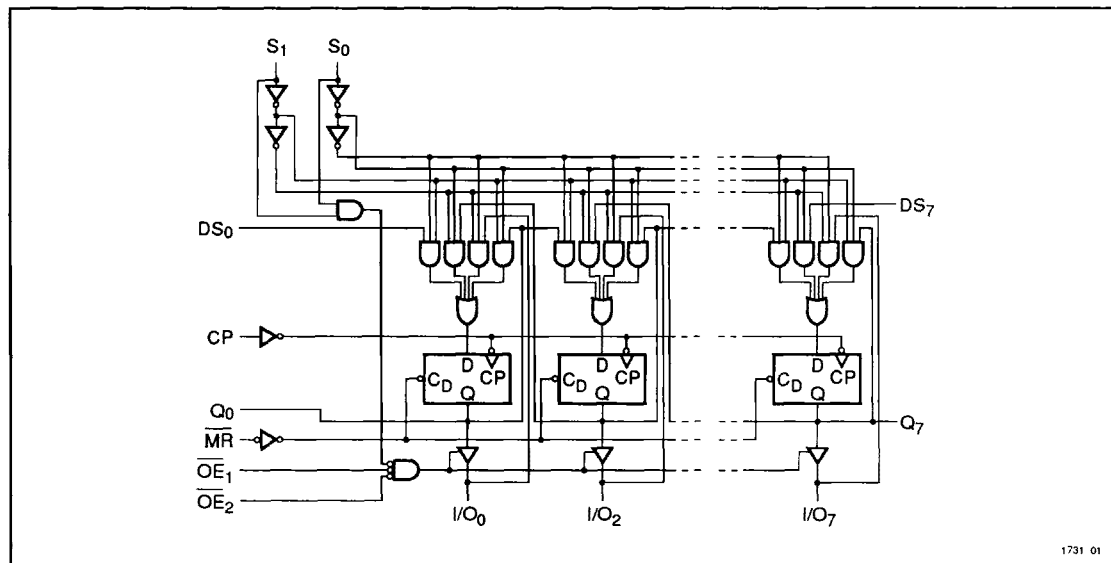 S1 S0
DS7
DS0
CP
D D D
CD CP CD CP CD CP
Q Q Q
Q0 Q7
MR
OE1
OE2
I/O0 I/O2 I/O7
1731 01